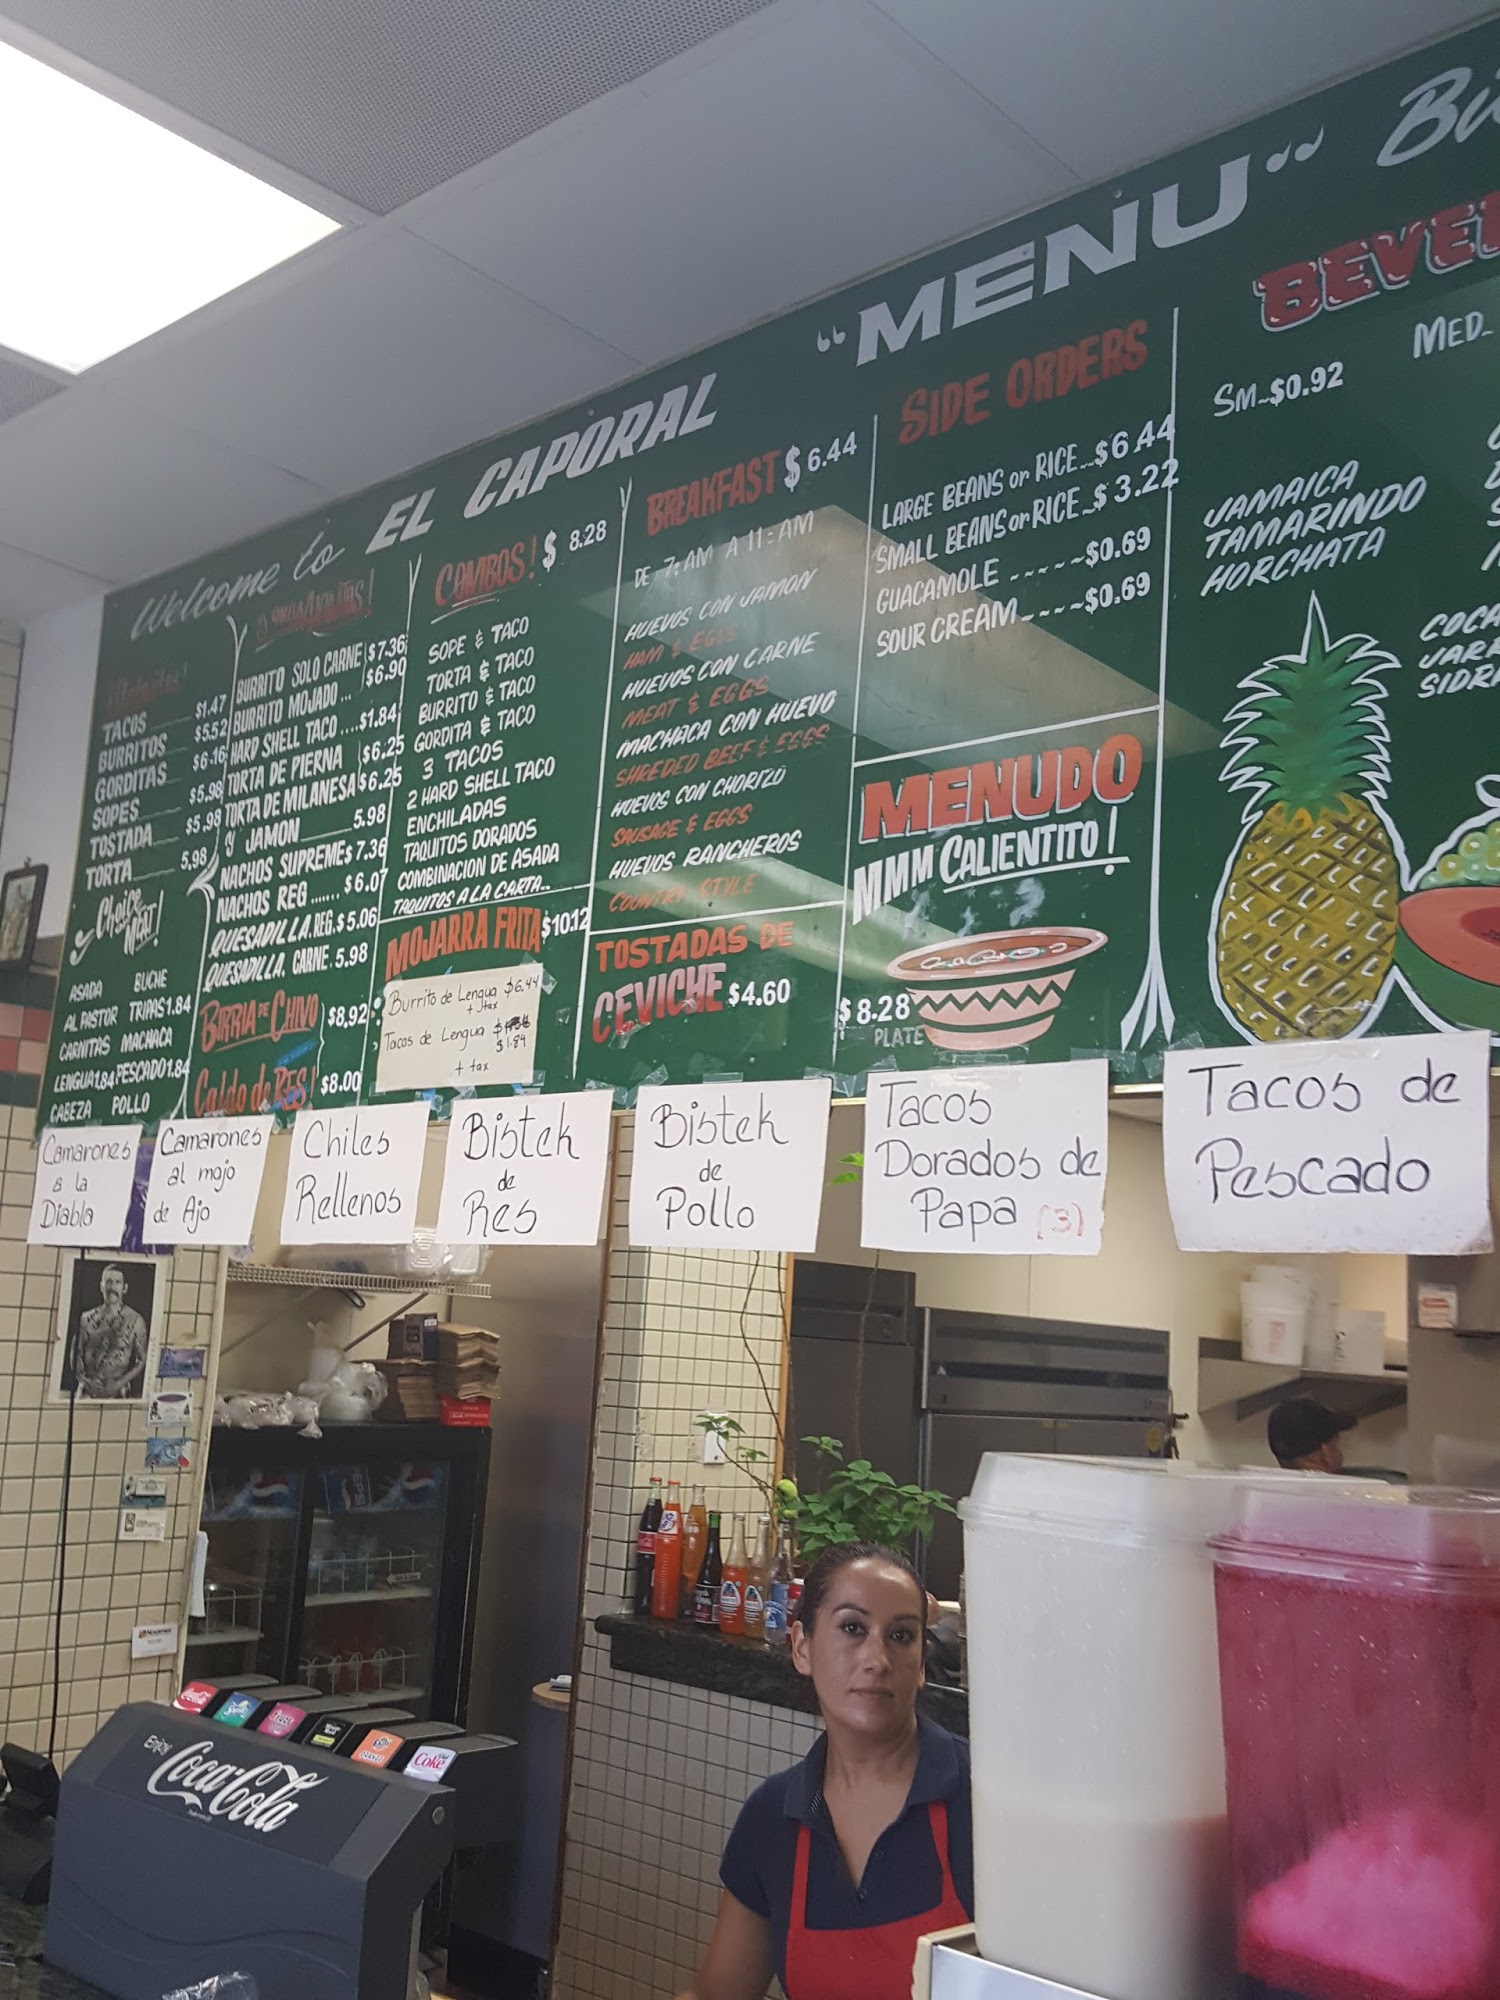 Welcome to EL CAPORAL "MENU"
TACOS $1.47
BURRITOS $5.52
GORDITAS $6.16
SOPES $5.98
TOSTADA $5.98
TORTA 5.98
Choice MEAT!
ASADA BUCHE
AL PASTOR TRIPAS 1.84
CARNITAS MACHACA
LENGUA 1.84 PESCADO 1.84
CABEZA POLLO
BURRITO SOLO CARNE $7.36
BURRITO MOJADO ... $6.90
HARD SHELL TACO ....$1.84
TORTA DE PIERNA $6.25
TORTA DE MILANESA $6.25
Y JAMON 5.98
NACHOS SUPREME $7.36
NACHOS REG ....... $6.07
QUESADILLA. REG. $5.06
QUESADILLA. CARNE. 5.98
BIRRIA DE CHIVO $8.92
Caldo de RES! $8.00
COMBOS! $ 8.28
SOPE & TACO
TORTA & TACO
BURRITO & TACO
GORDITA & TACO
3 TACOS
2 HARD SHELL TACO
ENCHILADAS
TAQUITOS DORADOS
COMBINACION DE ASADA
TAQUITOS A LA CARTA..
MOJARRA FRITA $10.12
Burrito de Lengua $6.44
+ tax
Tacos de Lengua
$1.84
+ tax
BREAKFAST $6.44
DE 7:AM A 11:AM
HUEVOS CON JAMON
HAM & EGGS
HUEVOS CON CARNE
MEAT & EGGS
MACHACA CON HUEVO
SHREDED BEEF & EGGS
HUEVOS CON CHORIZO
SAUSAGE & EGGS
HUEVOS RANCHEROS
COUNTRY STYLE
TOSTADAS DE
CEVICHE $4.60
SIDE ORDERS
LARGE BEANS or RICE...$6.44
SMALL BEANS or RICE..$3.22
GUACAMOLE -----$0.69
SOUR CREAM ----$0.69
MENUDO
MMM CALIENTITO!
$8.28
PLATE
SM-$0.92
MED-
JAMAICA
TAMARINDO
HORCHATA
Camarones
a la
Diabla
Camarones
al mojo
de Ajo
Chiles
Rellenos
Bistek
de
Res
Bistek
de
Pollo
Tacos
Dorados de
Papa (3)
Tacos de
Pescado
Enjoy
Coca-Cola
Coke